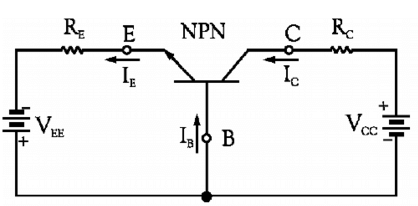 R_E E NPN C R_C
I_E I_C
- +
V_EE I_B B V_CC
+ -